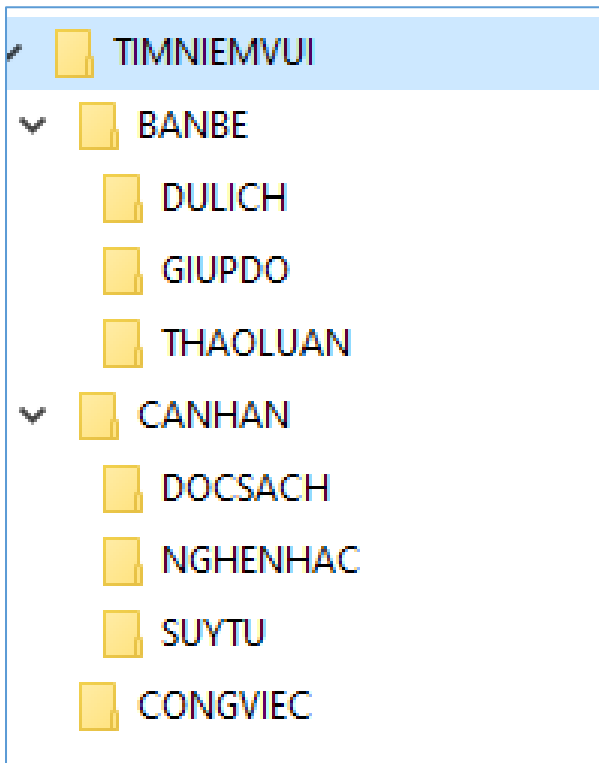 TIMNIEMVUI
BANBE
DULICH
GIUPDO
THAOLUAN
CANHAN
DOCSACH
NGHENHAC
SUYTU
CONGVIEC